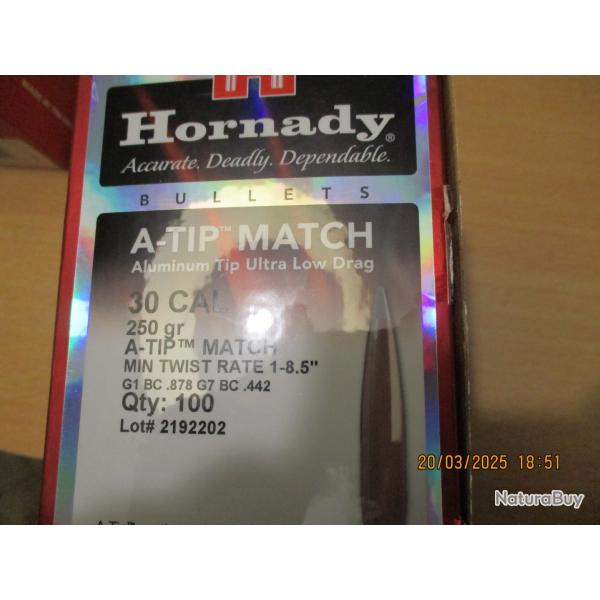 Hornady®
Accurate. Deadly. Dependable.
BULLETS
A-TIP™ MATCH
Aluminum Tip Ultra Low Drag
30 CAL
250 gr
A-TIP™ MATCH
MIN TWIST RATE 1-8.5"
G1 BC .878 G7 BC .442
Qty: 100
Lot# 2192202
20/03/2025 18:51
NaturaBuy